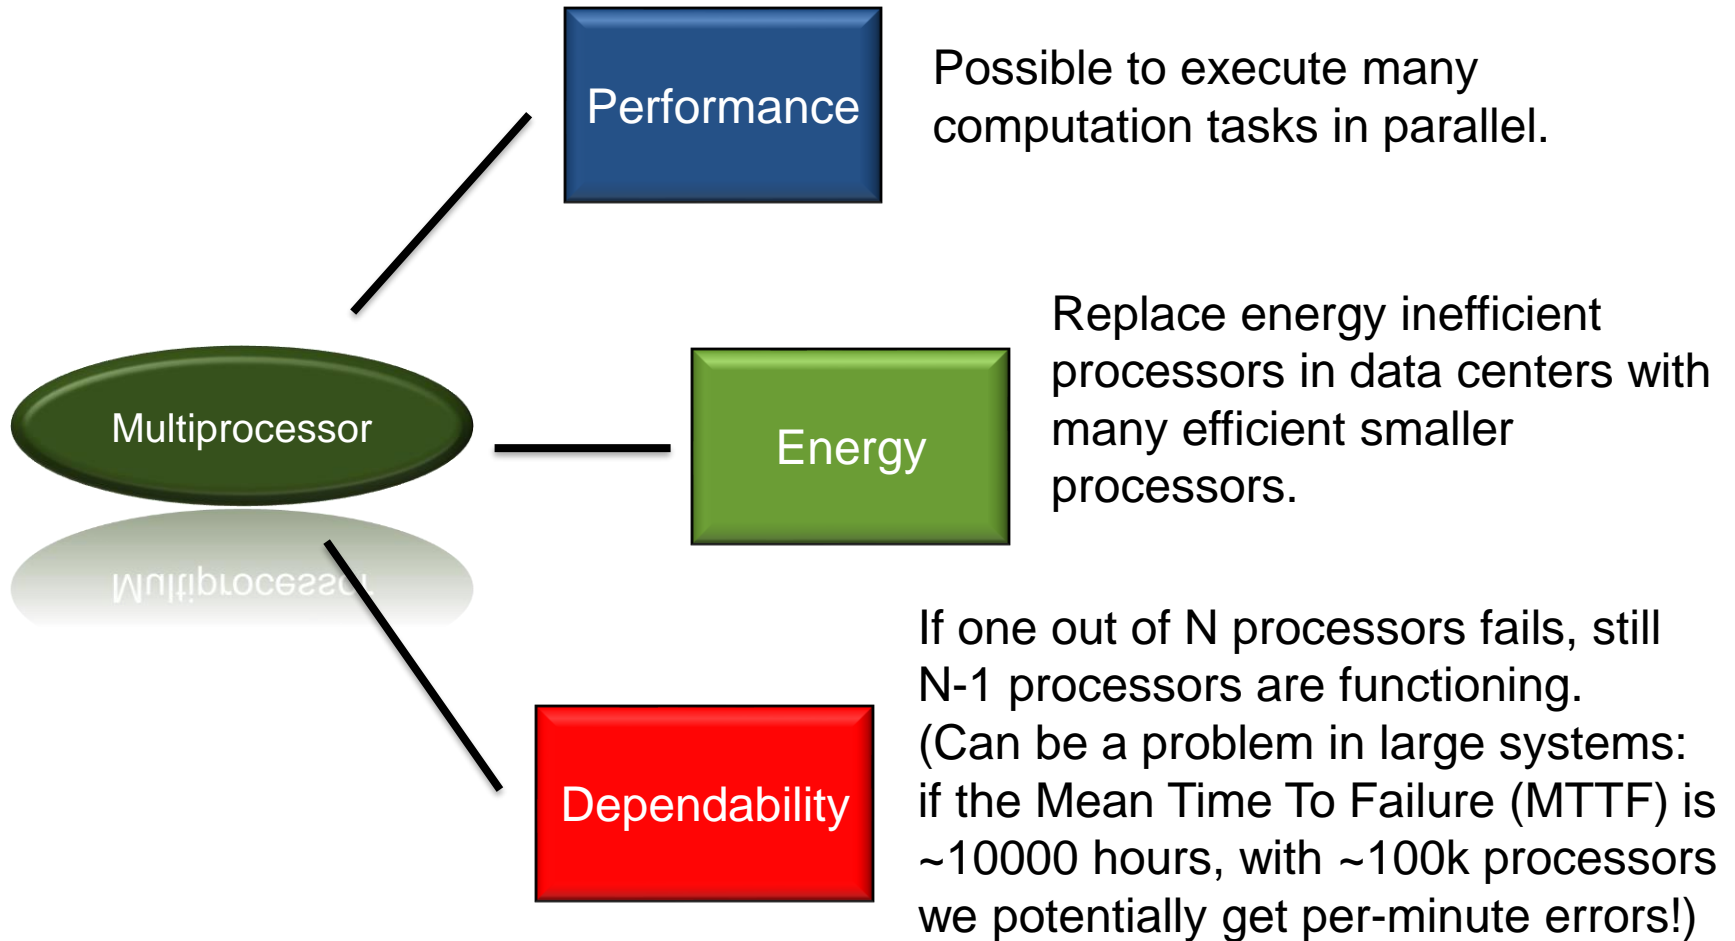 Performance
Possible to execute many
computation tasks in parallel.
Multiprocessor
Energy
Replace energy inefficient
processors in data centers with
many efficient smaller
processors.
Multiprocessor
Dependability
If one out of N processors fails, still
N-1 processors are functioning.
(Can be a problem in large systems:
if the Mean Time To Failure (MTTF) is
~10000 hours, with ~100k processors
we potentially get per-minute errors!)